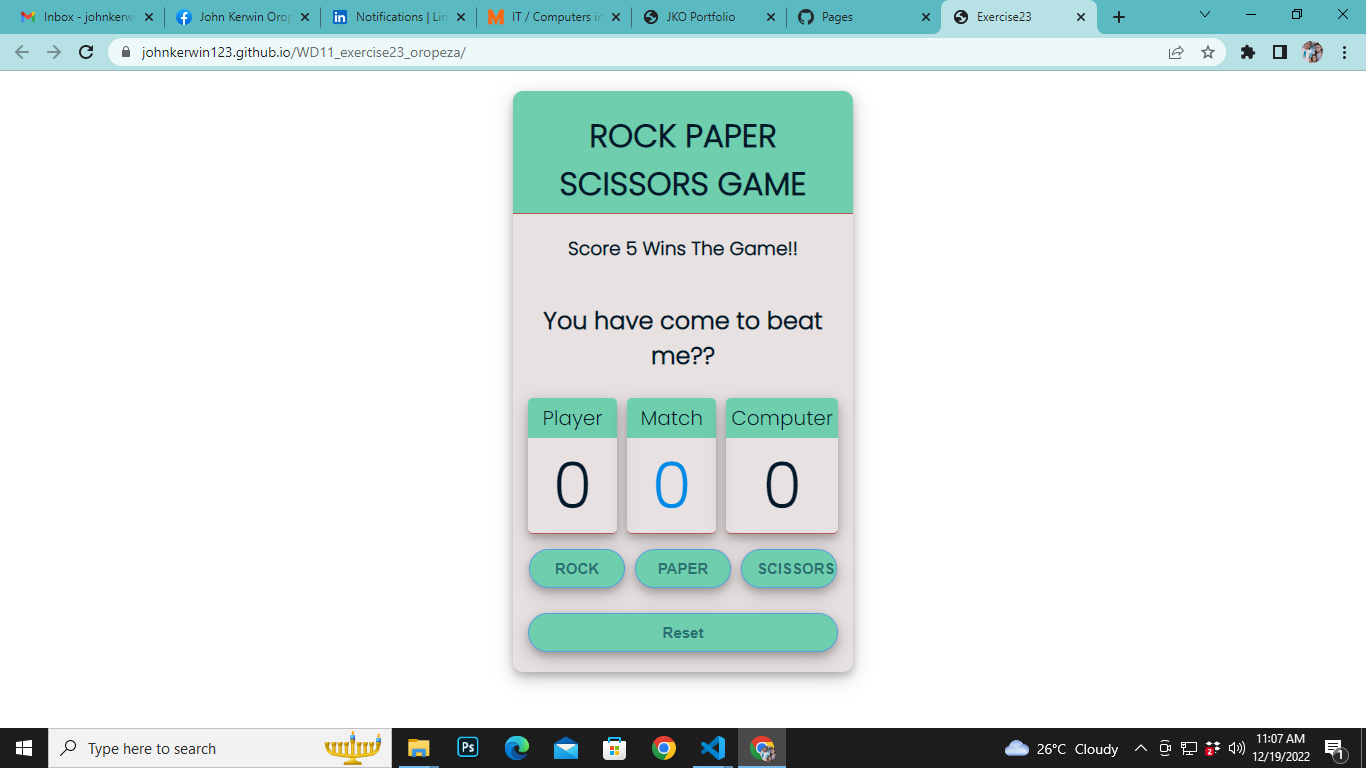 Inbox - johnkerwi
John Kerwin Orop
Notifications | Lin
IT / Computers in
JKO Portfolio
Pages
Exercise23
johnkerwin123.github.io/WD11_exercise23_oropeza/
ROCK PAPER
SCISSORS GAME
Score 5 Wins The Game!!
You have come to beat
me??
Player Match Computer
0 0 0
ROCK PAPER SCISSORS
Reset
Type here to search
Ps
26°C Cloudy
2
11:07 AM
12/19/2022
1